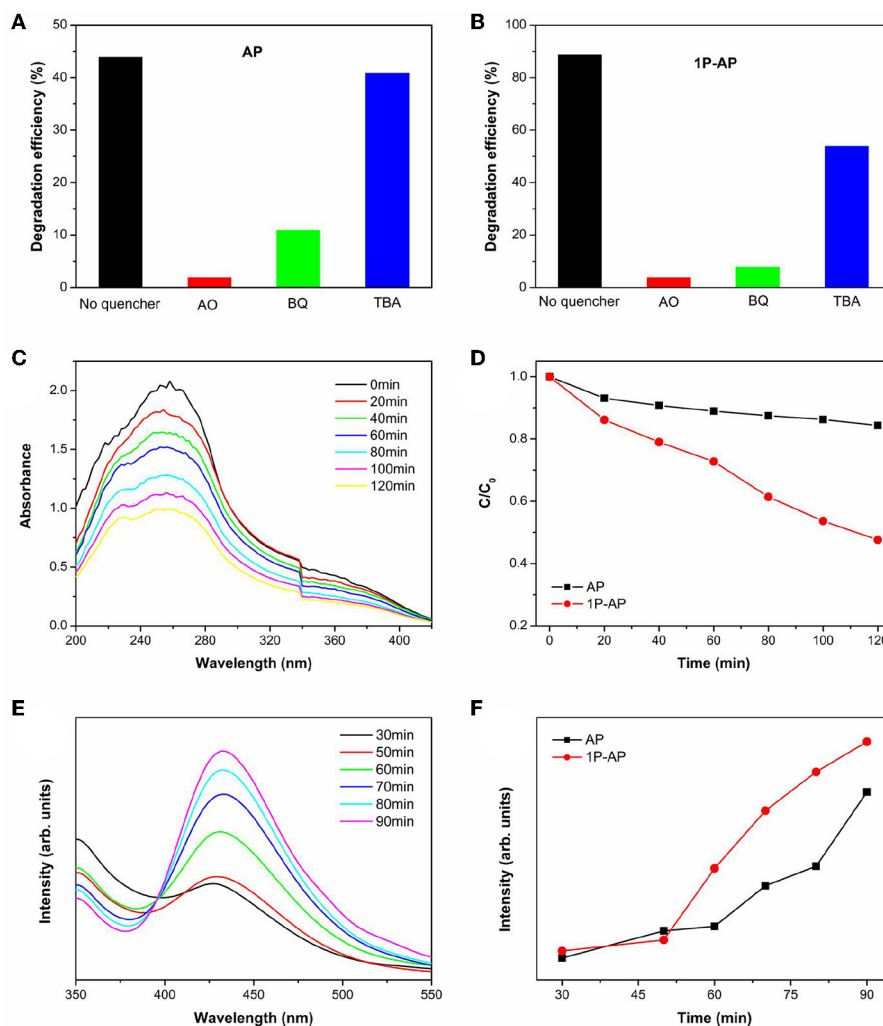 A
AP
Degradation efficiency (%)
50
40
30
20
10
0
No quencher
AO
BQ
TBA
B
1P-AP
Degradation efficiency (%)
100
80
60
40
20
0
No quencher
AO
BQ
TBA
C
Absorbance
2.0
1.5
1.0
0.5
0.0
0min
20min
40min
60min
80min
100min
120min
200
240
280
320
360
400
Wavelength (nm)
D
C/C0
1.0
0.8
0.6
0.4
0.2
AP
1P-AP
0
20
40
60
80
100
120
Time (min)
E
Intensity (arb. units)
30min
50min
60min
70min
80min
90min
350
400
450
500
550
Wavelength (nm)
F
Intensity (arb. units)
AP
1P-AP
30
45
60
75
90
Time (min)